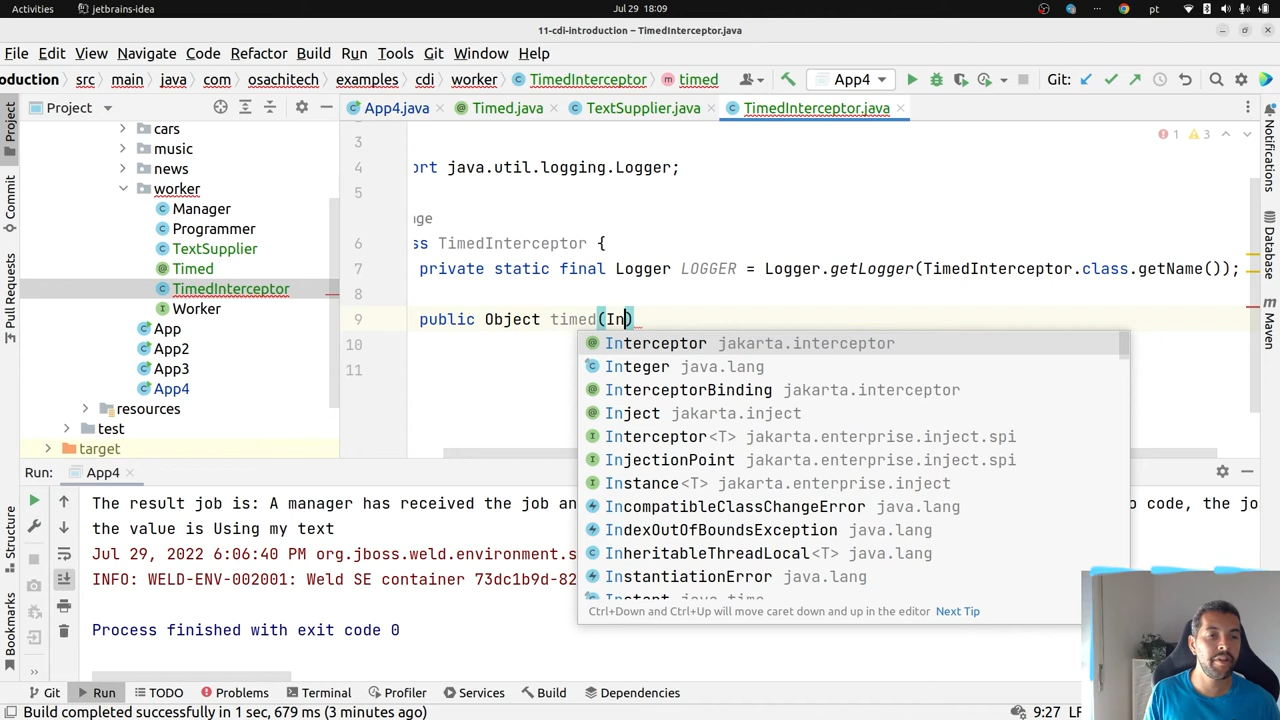 Activities
jetbrains-idea
Jul 29 18:09
pt
11-cdi-introduction – TimedInterceptor.java
File Edit View Navigate Code Refactor Build Run Tools Git Window Help
oduction src main java com osachitech examples cdi worker TimedInterceptor timed App4 Git:
Project
App4.java Timed.java TextSupplier.java TimedInterceptor.java
Project
Commit
Pull Requests
Structure
Bookmarks
cars
music
news
worker
Manager
Programmer
TextSupplier
Timed
TimedInterceptor
Worker
App
App2
App3
App4
resources
test
target
1 3
3
4 ort java.util.logging.Logger;
5
age
6 ss TimedInterceptor {
7 private static final Logger LOGGER = Logger.getLogger(TimedInterceptor.class.getName());
8
9 public Object timed(In)
10
11
Interceptor jakarta.interceptor
Integer java.lang
InterceptorBinding jakarta.interceptor
Inject jakarta.inject
Interceptor<T> jakarta.enterprise.inject.spi
InjectionPoint jakarta.enterprise.inject.spi
Instance<T> jakarta.enterprise.inject
IncompatibleClassChangeError java.lang
IndexOutOfBoundsException java.lang
InheritableThreadLocal<T> java.lang
InstantiationError java.lang
Instant java.time
Ctrl+Down and Ctrl+Up will move caret down and up in the editor Next Tip
Notifications
Database
Maven
Run: App4
The result job is: A manager has received the job an
o code, the jo
the value is Using my text
Jul 29, 2022 6:06:40 PM org.jboss.weld.environment.s
INFO: WELD-ENV-002001: Weld SE container 73dc1b9d-82
Process finished with exit code 0
Git Run TODO Problems Terminal Profiler Services Build Dependencies
Build completed successfully in 1 sec, 679 ms (3 minutes ago)
9:27 LF